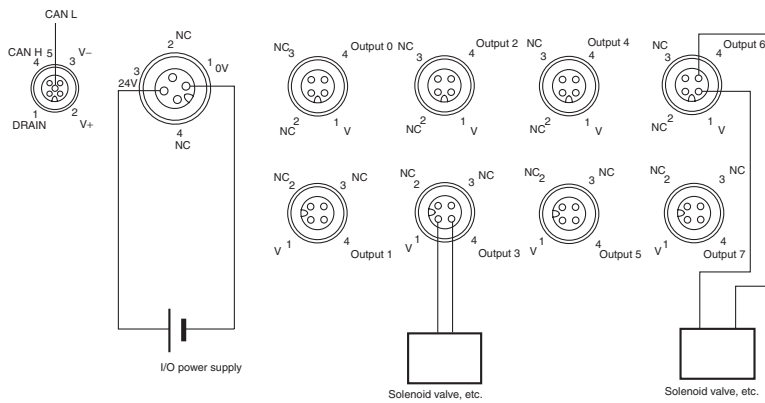 CAN L
CAN H 5 V–
4 3
1 2
DRAIN V+
NC
2
3 1 0V
24V
4
NC
I/O power supply
NC 3 4 Output 0
NC 2 1 V
NC 3 4 Output 2
NC 2 1 V
NC 3 4 Output 4
NC 2 1 V
NC 3 4 Output 6
NC 2 1 V
NC 2 3 NC
V 1 4 Output 1
NC 2 3 NC
V 1 4 Output 3
NC 2 3 NC
V 1 4 Output 5
NC 2 3 NC
V 1 4 Output 7
Solenoid valve, etc.
Solenoid valve, etc.